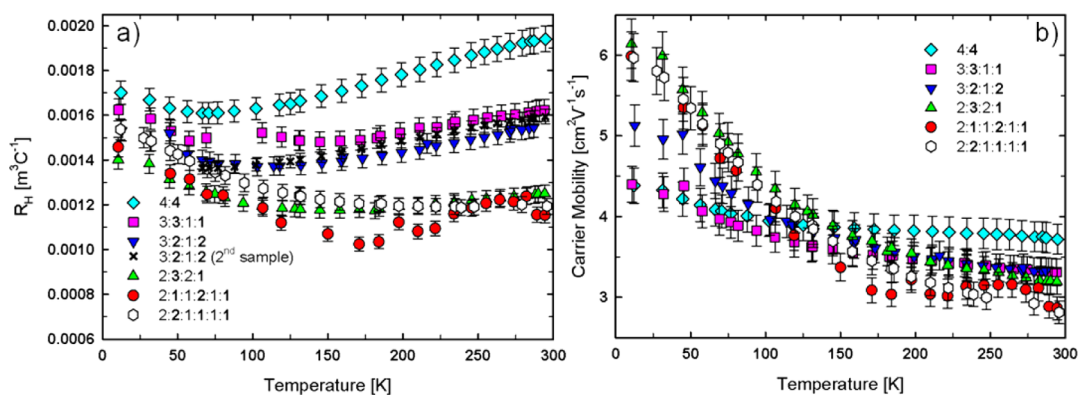 a)
0.0020
0.0018
0.0016
0.0014
0.0012
0.0010
0.0008
0.0006
R_H [m³C⁻¹]
4:4
3:3:1:1
3:2:1:2
3:2:1:2 (2nd sample)
2:3:2:1
2:1:1:2:1:1
2:2:1:1:1:1
0 50 100 150 200 250 300
Temperature [K]
b)
6
5
4
3
Carrier Mobility [cm²V⁻¹s⁻¹]
4:4
3:3:1:1
3:2:1:2
2:3:2:1
2:1:1:2:1:1
2:2:1:1:1:1
0 50 100 150 200 250 300
Temperature [K]